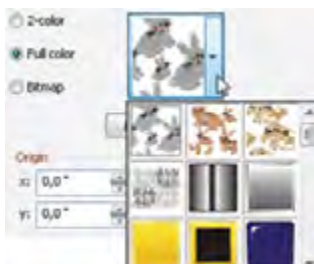 2-color
Full color
Bitmap
Origin
x: 0,0 "
y: 0,0 "